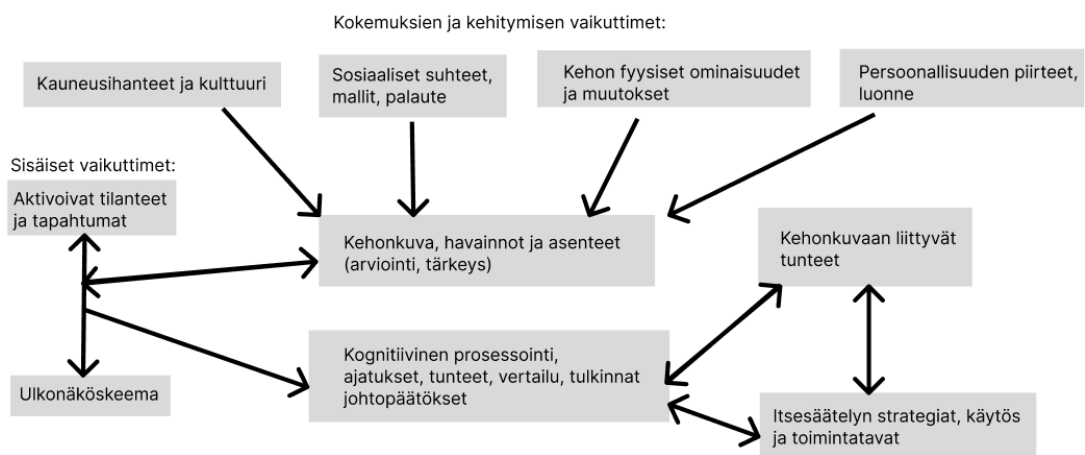 Kokemuksien ja kehitymisen vaikuttimet:
Kauneusihanteet ja kulttuuri
Sosiaaliset suhteet,
mallit, palaute
Kehon fyysiset ominaisuudet
ja muutokset
Persoonallisuuden piirteet,
luonne
Sisäiset vaikuttimet:
Aktivoivat tilanteet
ja tapahtumat
Kehonkuva, havainnot ja asenteet
(arviointi, tärkeys)
Kehonkuvaan liittyvät
tunteet
Ulkonäköskeema
Kognitiivinen prosessointi,
ajatukset, tunteet, vertailu, tulkinnat
johtopäätökset
Itsesäätelyn strategiat, käytös
ja toimintatavat